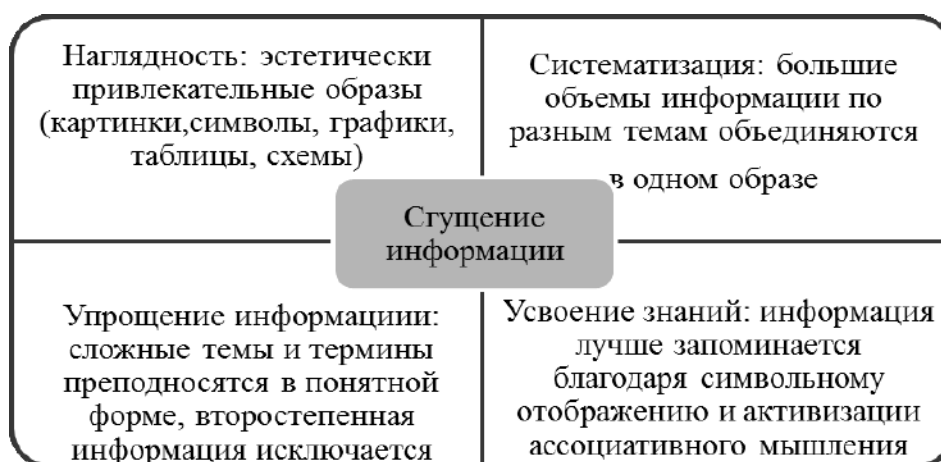 Наглядность: эстетически
привлекательные образы
(картинки,символы, графики,
таблицы, схемы)
Систематизация: большие
объемы информации по
разным темам объединяются
в одном образе
Сгущение
информации
Упрощение информациии:
сложные темы и термины
преподносятся в понятной
форме, второстепенная
информация исключается
Усвоение знаний: информация
лучше запоминается
благодаря символьному
отображению и активизации
ассоциативного мышления